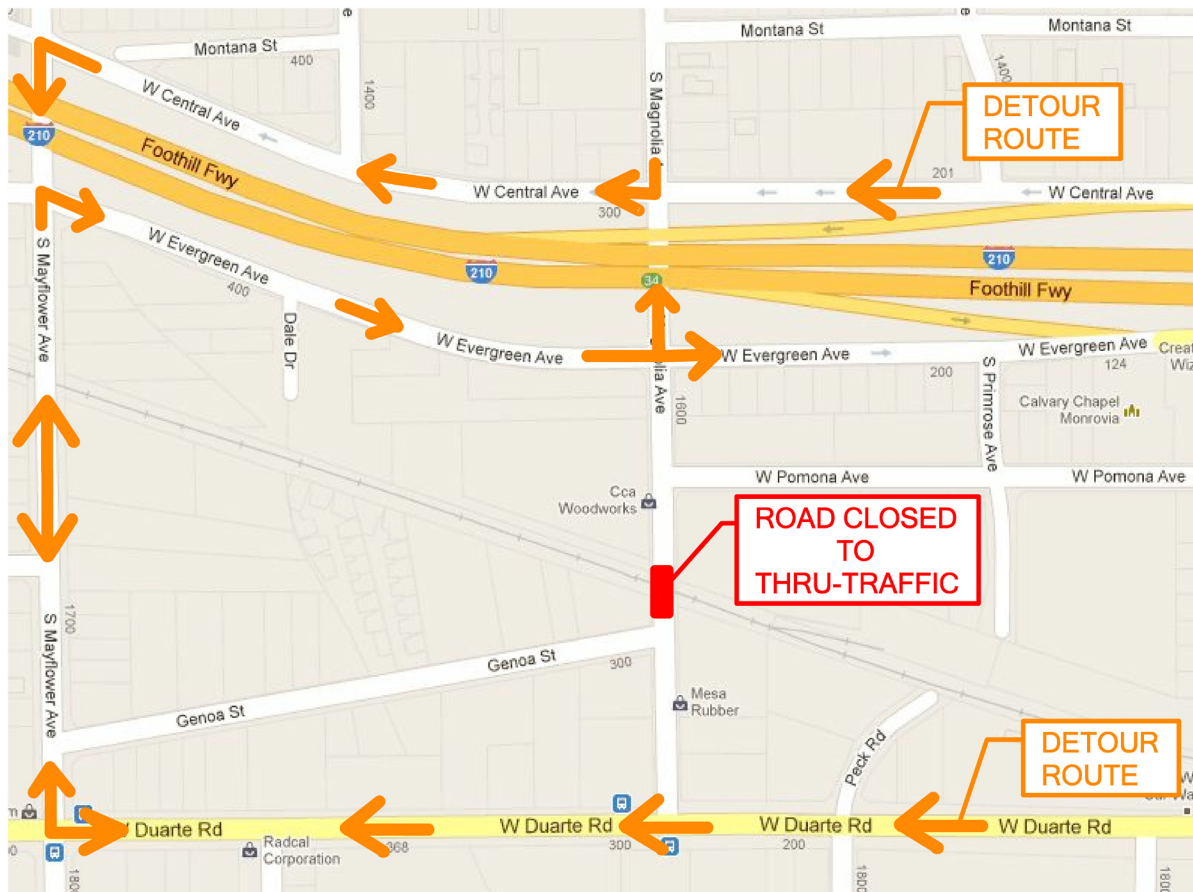 Montana St
400
1400
S Magnolia
Montana St
1400
W Central Ave
210
Foothill Fwy
DETOUR
ROUTE
201
W Central Ave
300
W Central Ave
S Mayflower Ave
W Evergreen Ave
400
210
34
210
Foothill Fwy
Dale Dr
W Evergreen Ave
W Evergreen Ave
200
W Evergreen Ave
124
Ave
1600
S Primrose Ave
Calvary Chapel
Monrovia
Cca
Woodworks
W Pomona Ave
W Pomona Ave
ROAD CLOSED
TO
THRU-TRAFFIC
1700
S Mayflower Ave
Genoa St
300
Genoa St
Mesa
Rubber
Peck Rd
DETOUR
ROUTE
W Duarte Rd
W Duarte Rd
W Duarte Rd
W Duarte Rd
Radcal
Corporation
368
300
200
1800
1800